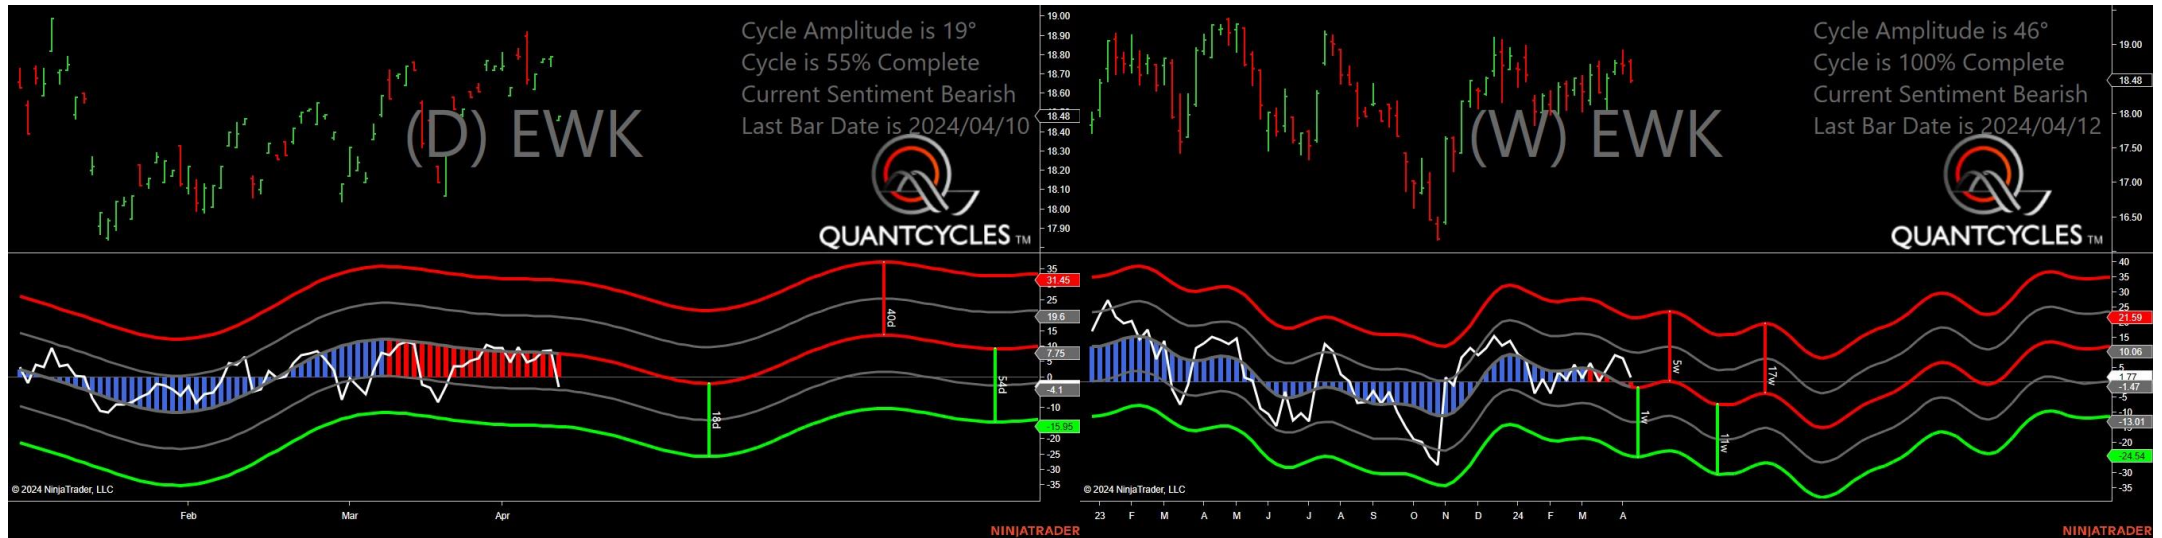 Cycle Amplitude is 19°
Cycle is 55% Complete
Current Sentiment Bearish
Last Bar Date is 2024/04/10
(D) EWK
QUANTCYCLES TM
19.00
18.90
18.80
18.70
18.60
18.48
18.40
18.30
18.20
18.10
18.00
17.90
35
31.45
25
19.6
15
10
7.75
5
0
-4.1
-10
-15.95
-20
-25
-30
-35
40d
54d
18d
© 2024 NinjaTrader, LLC
Feb
Mar
Apr
NINJATRADER
Cycle Amplitude is 46°
Cycle is 100% Complete
Current Sentiment Bearish
Last Bar Date is 2024/04/12
(W) EWK
QUANTCYCLES TM
19.00
18.48
18.00
17.50
17.00
16.50
40
35
30
25
21.59
15
10.06
5
1.77
-1.47
-5
-10
-13.01
-20
-24.54
-30
-35
5w
17w
1w
11w
© 2024 NinjaTrader, LLC
23 F M A M J J A S O N D 24 F M A
NINJATRADER